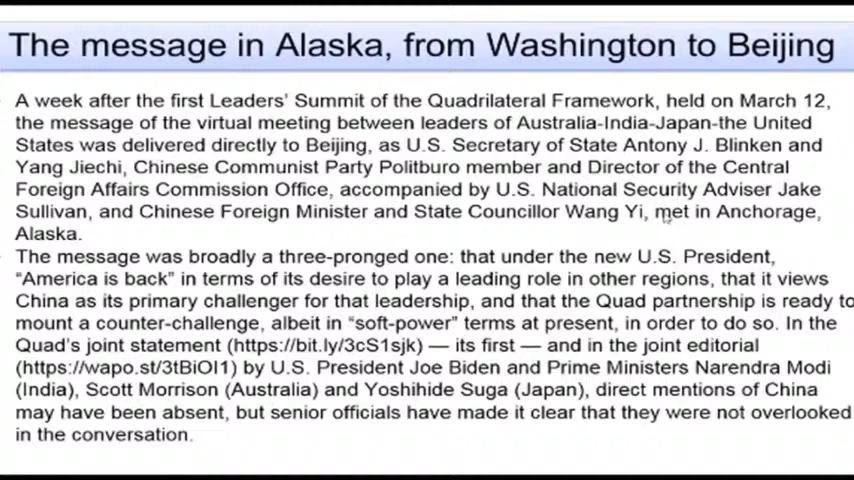 The message in Alaska, from Washington to Beijing
A week after the first Leaders' Summit of the Quadrilateral Framework, held on March 12,
the message of the virtual meeting between leaders of Australia-India-Japan-the United
States was delivered directly to Beijing, as U.S. Secretary of State Antony J. Blinken and
Yang Jiechi, Chinese Communist Party Politburo member and Director of the Central
Foreign Affairs Commission Office, accompanied by U.S. National Security Adviser Jake
Sullivan, and Chinese Foreign Minister and State Councillor Wang Yi, met in Anchorage,
Alaska.
The message was broadly a three-pronged one: that under the new U.S. President,
“America is back” in terms of its desire to play a leading role in other regions, that it views
China as its primary challenger for that leadership, and that the Quad partnership is ready to
mount a counter-challenge, albeit in “soft-power” terms at present, in order to do so. In the
Quad's joint statement (https://bit.ly/3cS1sjk) — its first — and in the joint editorial
(https://wapo.st/3tBiOI1) by U.S. President Joe Biden and Prime Ministers Narendra Modi
(India), Scott Morrison (Australia) and Yoshihide Suga (Japan), direct mentions of China
may have been absent, but senior officials have made it clear that they were not overlooked
in the conversation.